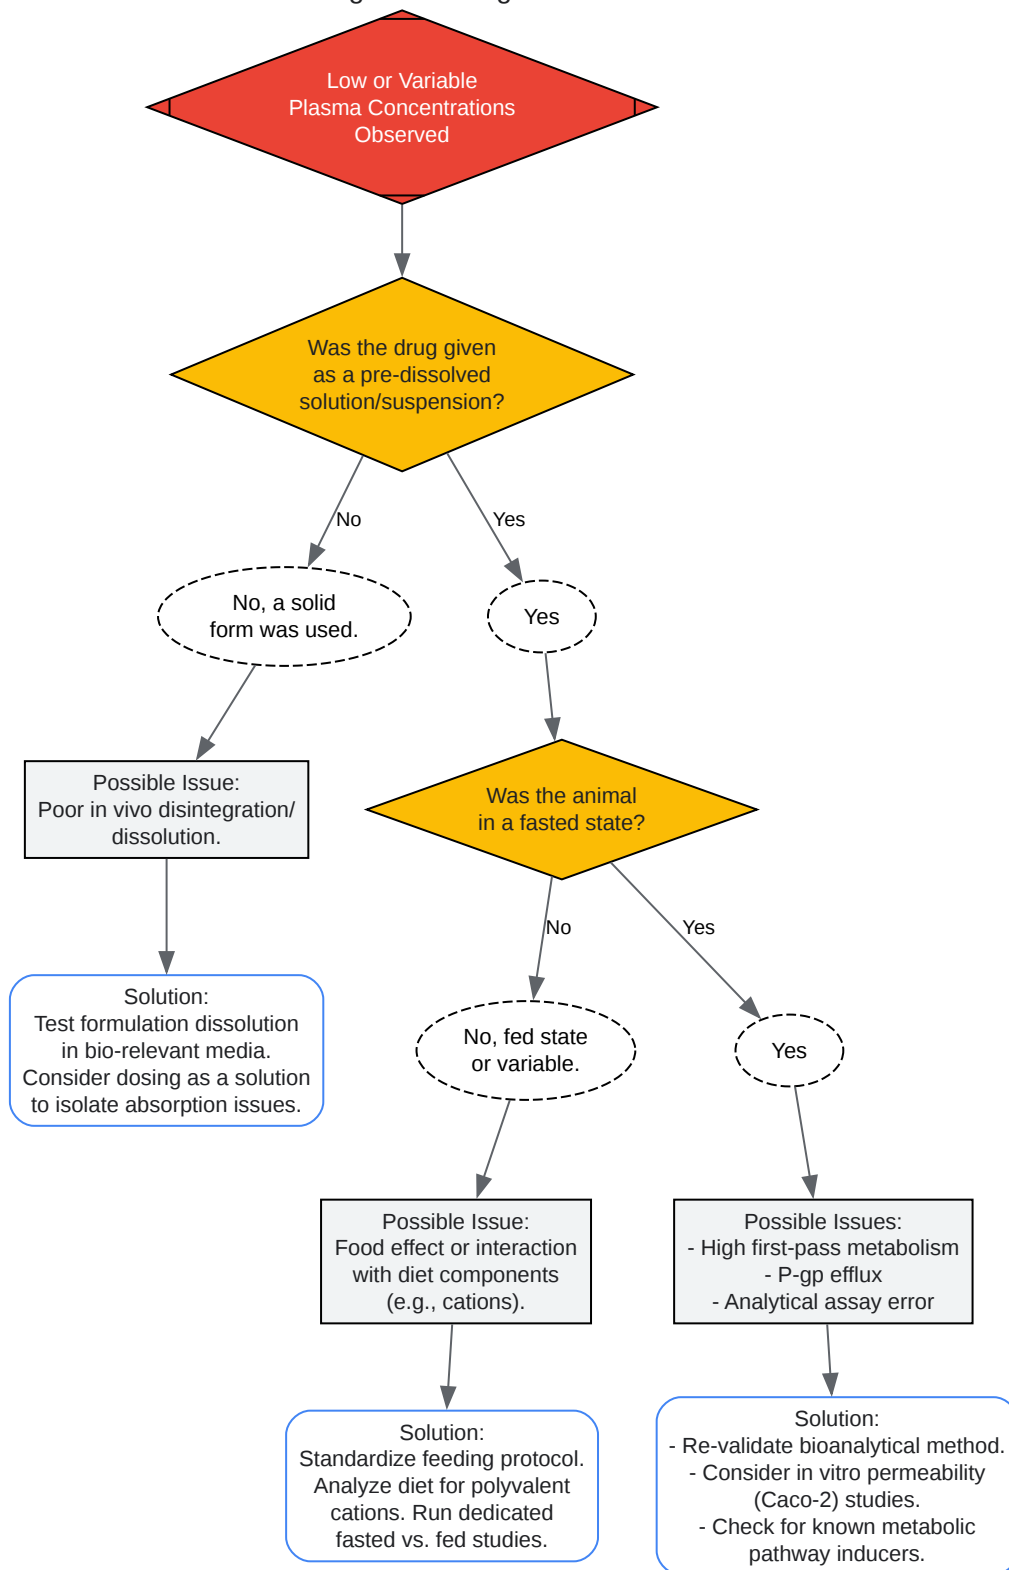 Low or Variable
Plasma Concentrations
Observed
Was the drug given
as a pre-dissolved
solution/suspension?
No
Yes
No, a solid
form was used.
Yes
Possible Issue:
Poor in vivo disintegration/
dissolution.
Was the animal
in a fasted state?
No
Yes
Solution:
Test formulation dissolution
in bio-relevant media.
Consider dosing as a solution
to isolate absorption issues.
No, fed state
or variable.
Yes
Possible Issue:
Food effect or interaction
with diet components
(e.g., cations).
Possible Issues:
- High first-pass metabolism
- P-gp efflux
- Analytical assay error
Solution:
Standardize feeding protocol.
Analyze diet for polyvalent
cations. Run dedicated
fasted vs. fed studies.
Solution:
- Re-validate bioanalytical method.
- Consider in vitro permeability
(Caco-2) studies.
- Check for known metabolic
pathway inducers.